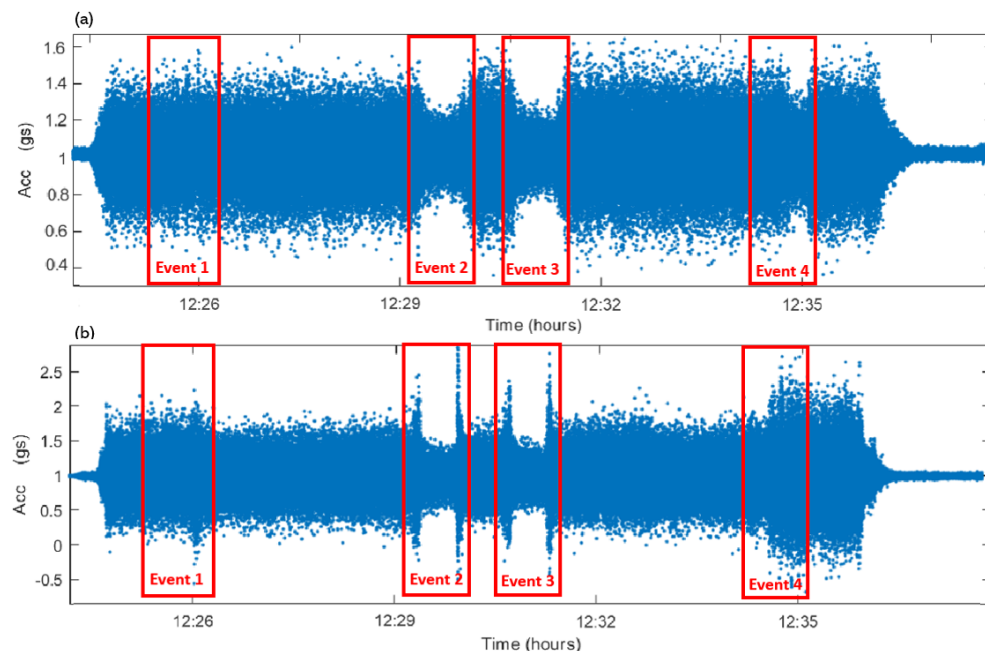 (a)
1.6
1.4
1.2
1
0.8
0.6
0.4
Acc (gs)
Event 1
Event 2
Event 3
Event 4
12:26
12:29
12:32
12:35
Time (hours)
(b)
2.5
2
1.5
1
0.5
0
-0.5
Acc (gs)
Event 1
Event 2
Event 3
Event 4
12:26
12:29
12:32
12:35
Time (hours)